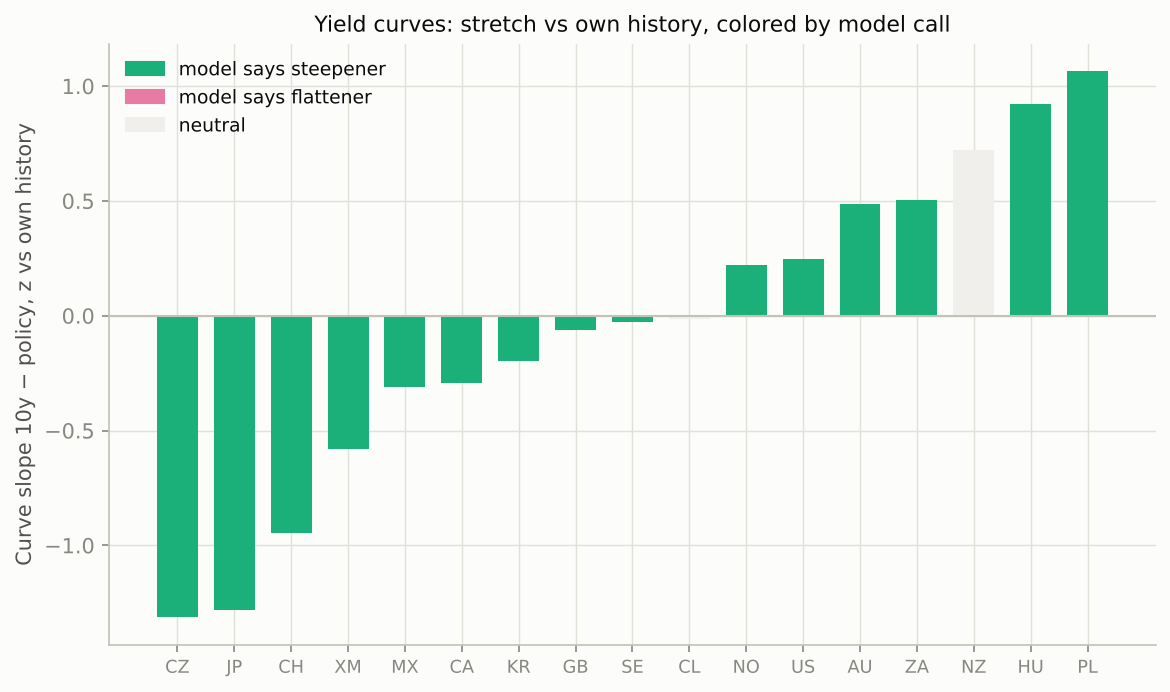 Yield curves: stretch vs own history, colored by model call
model says steepener
model says flattener
neutral
Curve slope 10y − policy, z vs own history
1.0
0.5
0.0
−0.5
−1.0
CZ JP CH XM MX CA KR GB SE CL NO US AU ZA NZ HU PL